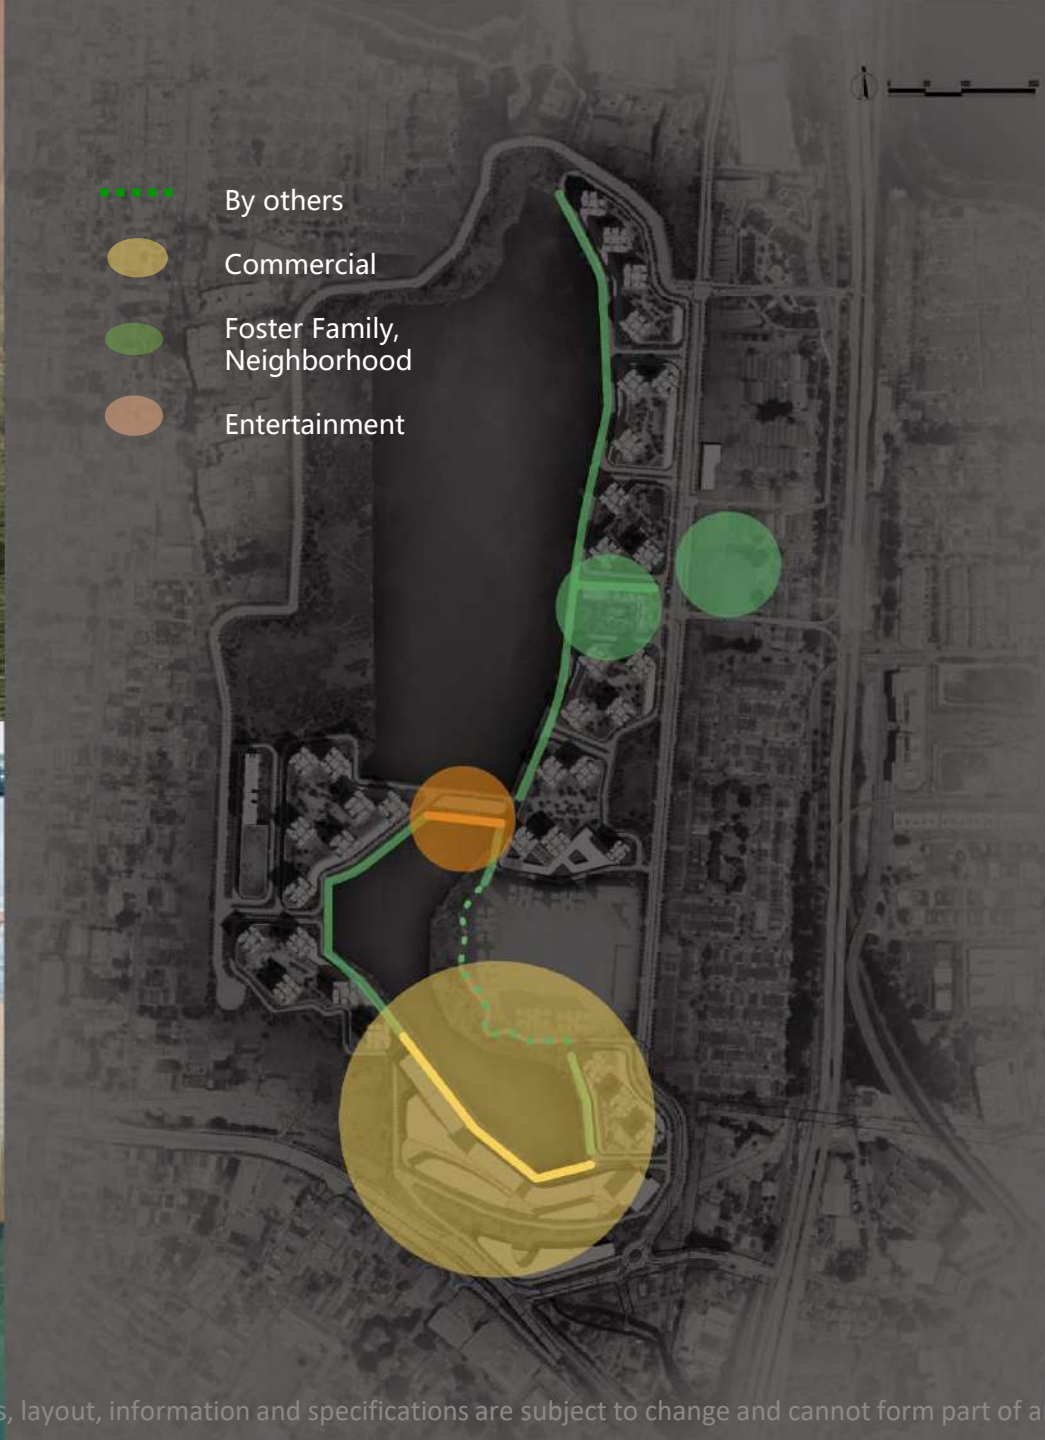 By others
Commercial
Foster Family,
Neighborhood
Entertainment
layout, information and specifications are subject to change and cannot form part of